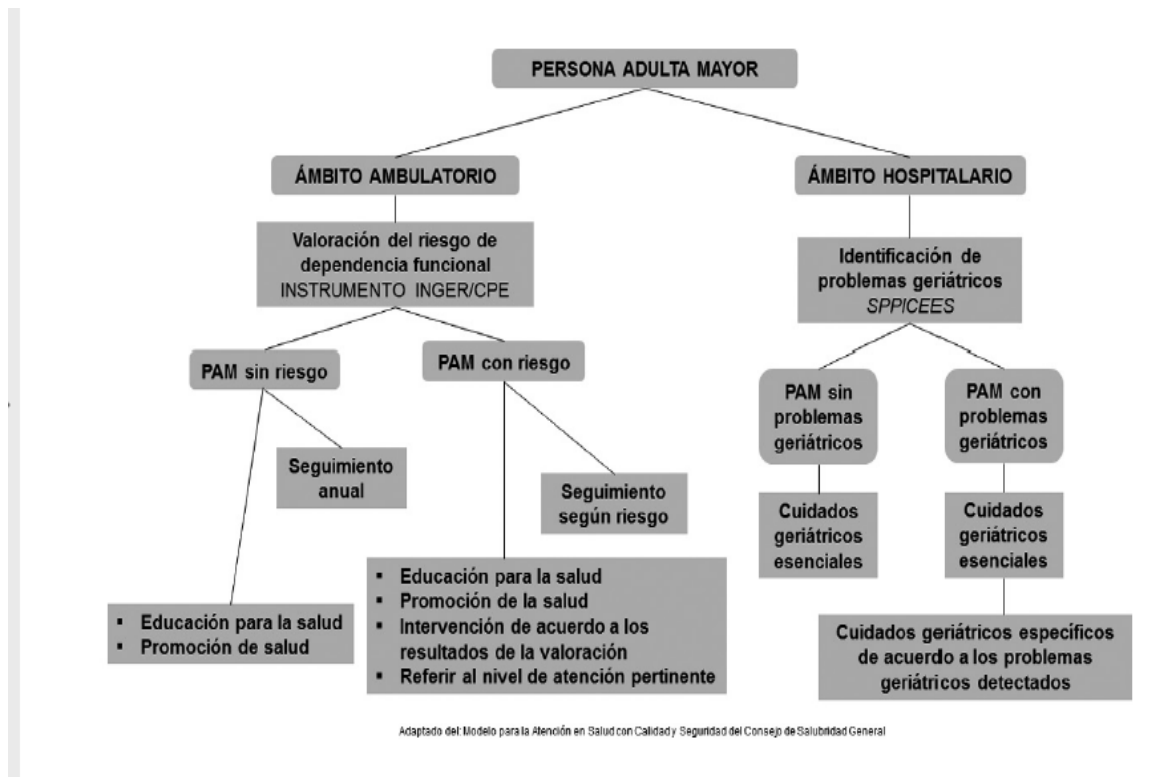 PERSONA ADULTA MAYOR
ÁMBITO AMBULATORIO
ÁMBITO HOSPITALARIO
Valoración del riesgo de
dependencia funcional
INSTRUMENTO INGER/CPE
Identificación de
problemas geriátricos
SPPICEES
PAM sin riesgo
PAM con riesgo
PAM sin
problemas
geriátricos
PAM con
problemas
geriátricos
Seguimiento
anual
Seguimiento
según riesgo
Cuidados
geriátricos
esenciales
Cuidados
geriátricos
esenciales
▪ Educación para la salud
▪ Promoción de salud
▪ Educación para la salud
▪ Promoción de la salud
▪ Intervención de acuerdo a los
resultados de la valoración
▪ Referir al nivel de atención pertinente
Cuidados geriátricos específicos
de acuerdo a los problemas
geriátricos detectados
Adaptado del: Modelo para la Atención en Salud con Calidad y Seguridad del Consejo de Salubridad General